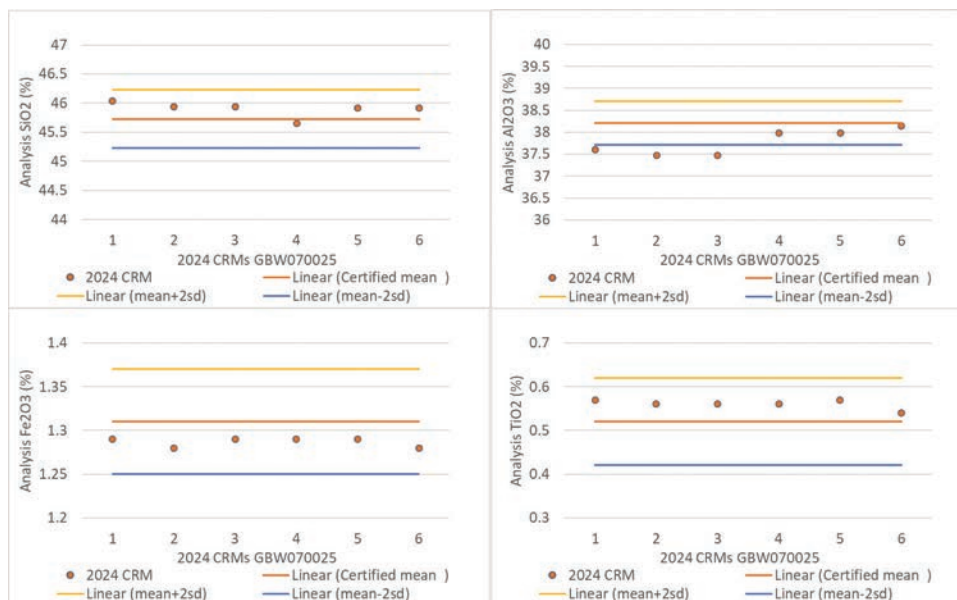 47
46.5
46
45.5
45
44.5
44
Analysis SiO2 (%)
1 2 3 4 5 6
2024 CRMs GBW070025
2024 CRM Linear (Certified mean )
Linear (mean+2sd) Linear (mean-2sd)
40
39.5
39
38.5
38
37.5
37
36.5
36
Analysis Al2O3 (%)
1 2 3 4 5 6
2024 CRMs GBW070025
2024 CRM Linear (Certified mean )
Linear (mean+2sd) Linear (mean-2sd)
1.4
1.35
1.3
1.25
1.2
Analysis Fe2O3 (%)
1 2 3 4 5 6
2024 CRMs GBW070025
2024 CRM Linear (Certified mean )
Linear (mean+2sd) Linear (mean-2sd)
0.7
0.6
0.5
0.4
0.3
Analysis TiO2 (%)
1 2 3 4 5 6
2024 CRMs GBW070025
2024 CRM Linear (Certified mean )
Linear (mean+2sd) Linear (mean-2sd)